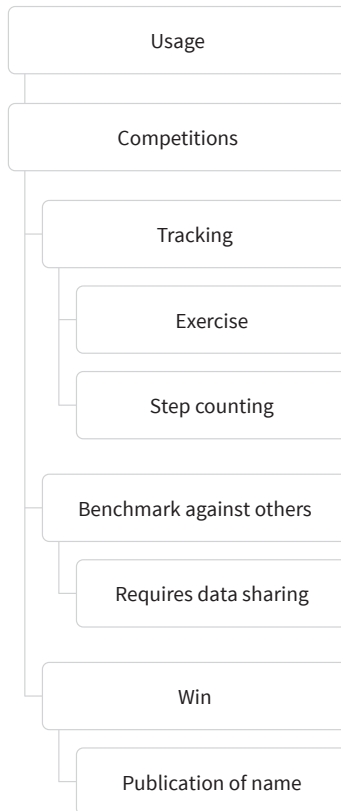 Usage
Competitions
Tracking
Exercise
Step counting
Benchmark against others
Requires data sharing
Win
Publication of name